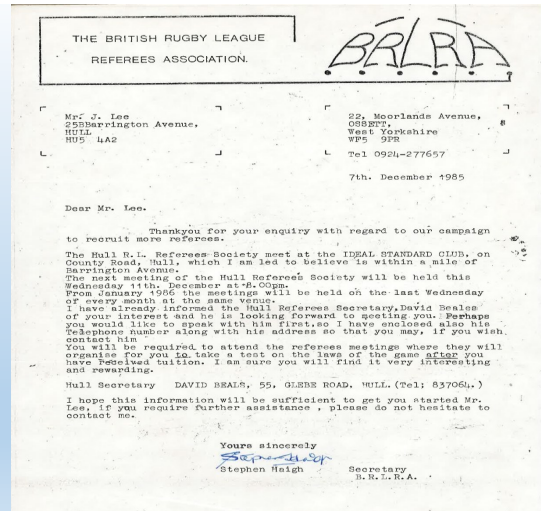 THE BRITISH RUGBY LEAGUE
REFEREES ASSOCIATION.
BRLRA
Mr. J. Lee
25BBarrington Avenue,
HULL
HU5 4A2
22, Moorlands Avenue,
OSSETT,
West Yorkshire
WF5 9PR
Tel 0924-277657
7th. December 1985
Dear Mr. Lee.
Thankyou for your enquiry with regard to our campaign
to recruit more referees.
The Hull R.L. Referees Society meet at the IDEAL STANDARD CLUB, on
County Road, Hull, which I am led to believe is within a mile of
Barrington Avenue.
The next meeting of the Hull Referees Society will be held this
Wednesday 11th. December at 8.00pm.
From January 1986 the meetings will be held on the last Wednesday
of every month at the same venue.
I have already informed the Hull Referees Secretary,David Beales
of your interest and he is looking forward to meeting you. Perhaps
you would like to speak with him first,so I have enclosed also his
Telephone number along with his address so that you may, if you wish
contact him
You will be required to attend the referees meetings where they will
organise for you to take a test on the laws of the game after you
have Received tuition. I am sure you will find it very interesting
and rewarding.
Hull Secretary DAVID BEALS, 55, GLEBE ROAD, HULL.(Tel; 837064.)
I hope this information will be sufficient to get you started Mr.
Lee, if you require further assistance , please do not hesitate to
contact me.
Yours sincerely
Stephen Haigh
Stephen Haigh
Secretary
B.R.L.R.A.